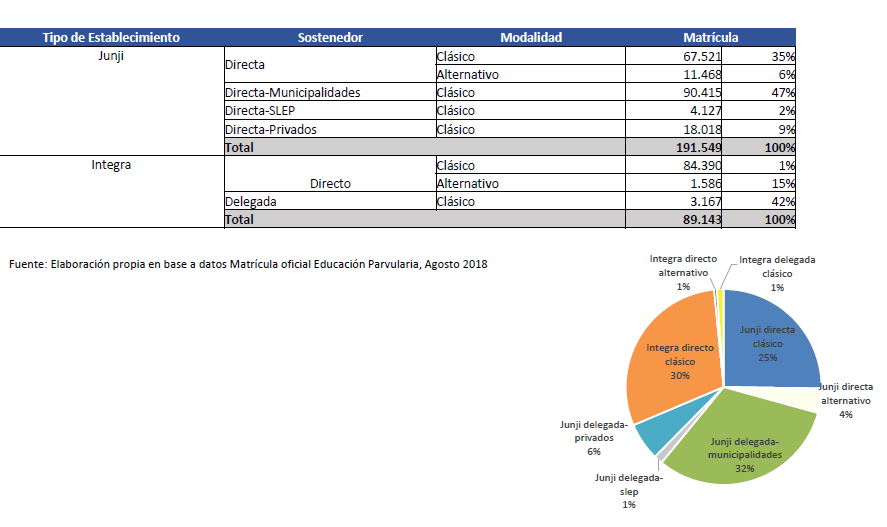 Tipo de Establecimiento Sostenedor Modalidad Matrícula
Junji Directa Clásico 67.521 35%
Alternativo 11.468 6%
Directa-Municipalidades Clásico 90.415 47%
Directa-SLEP Clásico 4.127 2%
Directa-Privados Clásico 18.018 9%
Total 191.549 100%
Integra Clásico 84.390 1%
Directo Alternativo 1.586 15%
Delegada Clásico 3.167 42%
Total 89.143 100%
Fuente: Elaboración propia en base a datos Matrícula oficial Educación Parvularia, Agosto 2018
Integra directo
alternativo
1%
Integra delegada
clásico
1%
Junji directa
clásico
25%
Integra directo
clásico
30%
Junji directa
alternativo
4%
Junji delegada-
privados
6%
Junji delegada-
municipalidades
32%
Junji delegada-
slep
1%